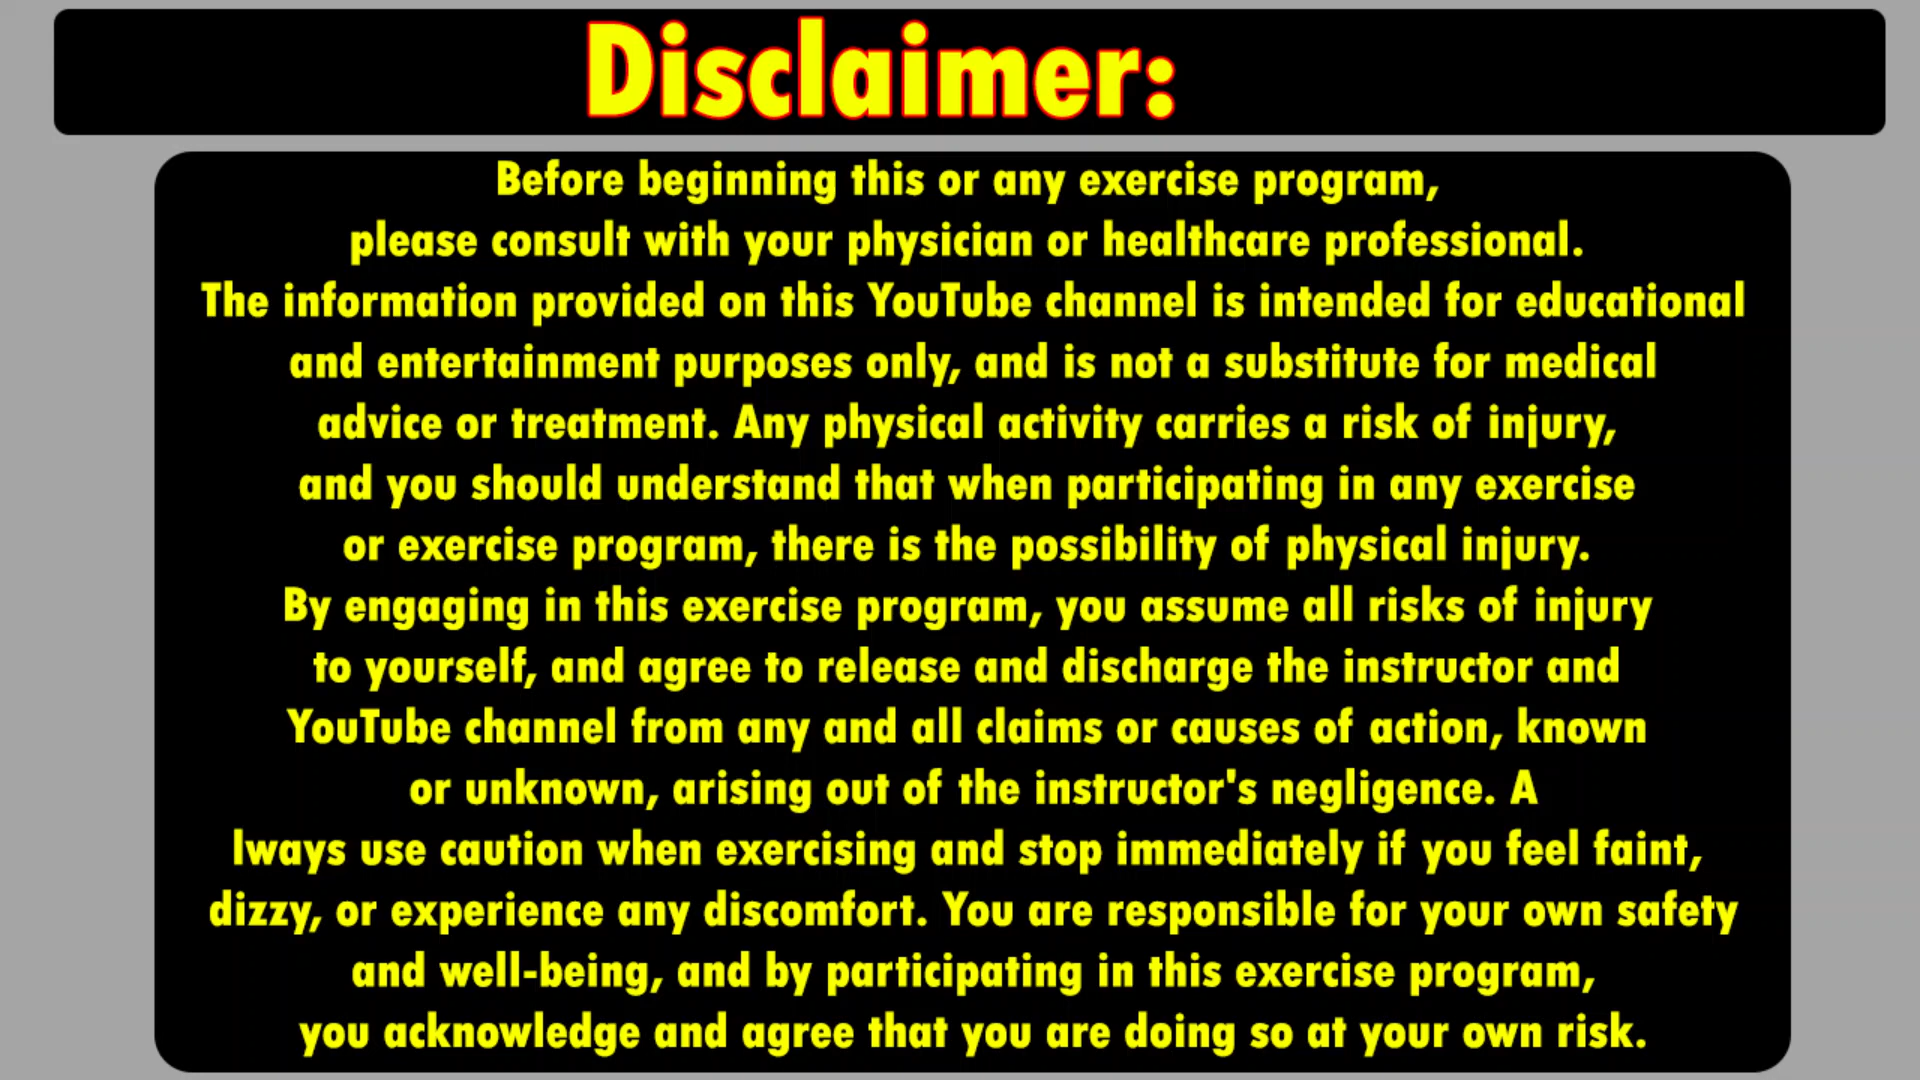 Disclaimer:
Before beginning this or any exercise program,
please consult with your physician or healthcare professional.
The information provided on this YouTube channel is intended for educational
and entertainment purposes only, and is not a substitute for medical
advice or treatment. Any physical activity carries a risk of injury,
and you should understand that when participating in any exercise
or exercise program, there is the possibility of physical injury.
By engaging in this exercise program, you assume all risks of injury
to yourself, and agree to release and discharge the instructor and
YouTube channel from any and all claims or causes of action, known
or unknown, arising out of the instructor's negligence. A
lways use caution when exercising and stop immediately if you feel faint,
dizzy, or experience any discomfort. You are responsible for your own safety
and well-being, and by participating in this exercise program,
you acknowledge and agree that you are doing so at your own risk.